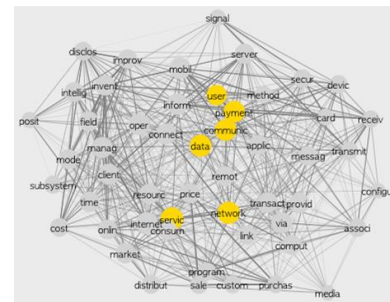 signal
disclos
improv
server
mobil
intellig
invent
secur
devic
user
method
inform
payment
posit
field
oper
connect
communic
card
receiv
mode
manag
data
applic
messag
transmit
client
remot
subsystem
time
resourc
price
configu
transact
provid
servic
network
cost
onlin
internet
consum
link
via
associ
comput
market
program
distribut
sale
custom
purchas
media